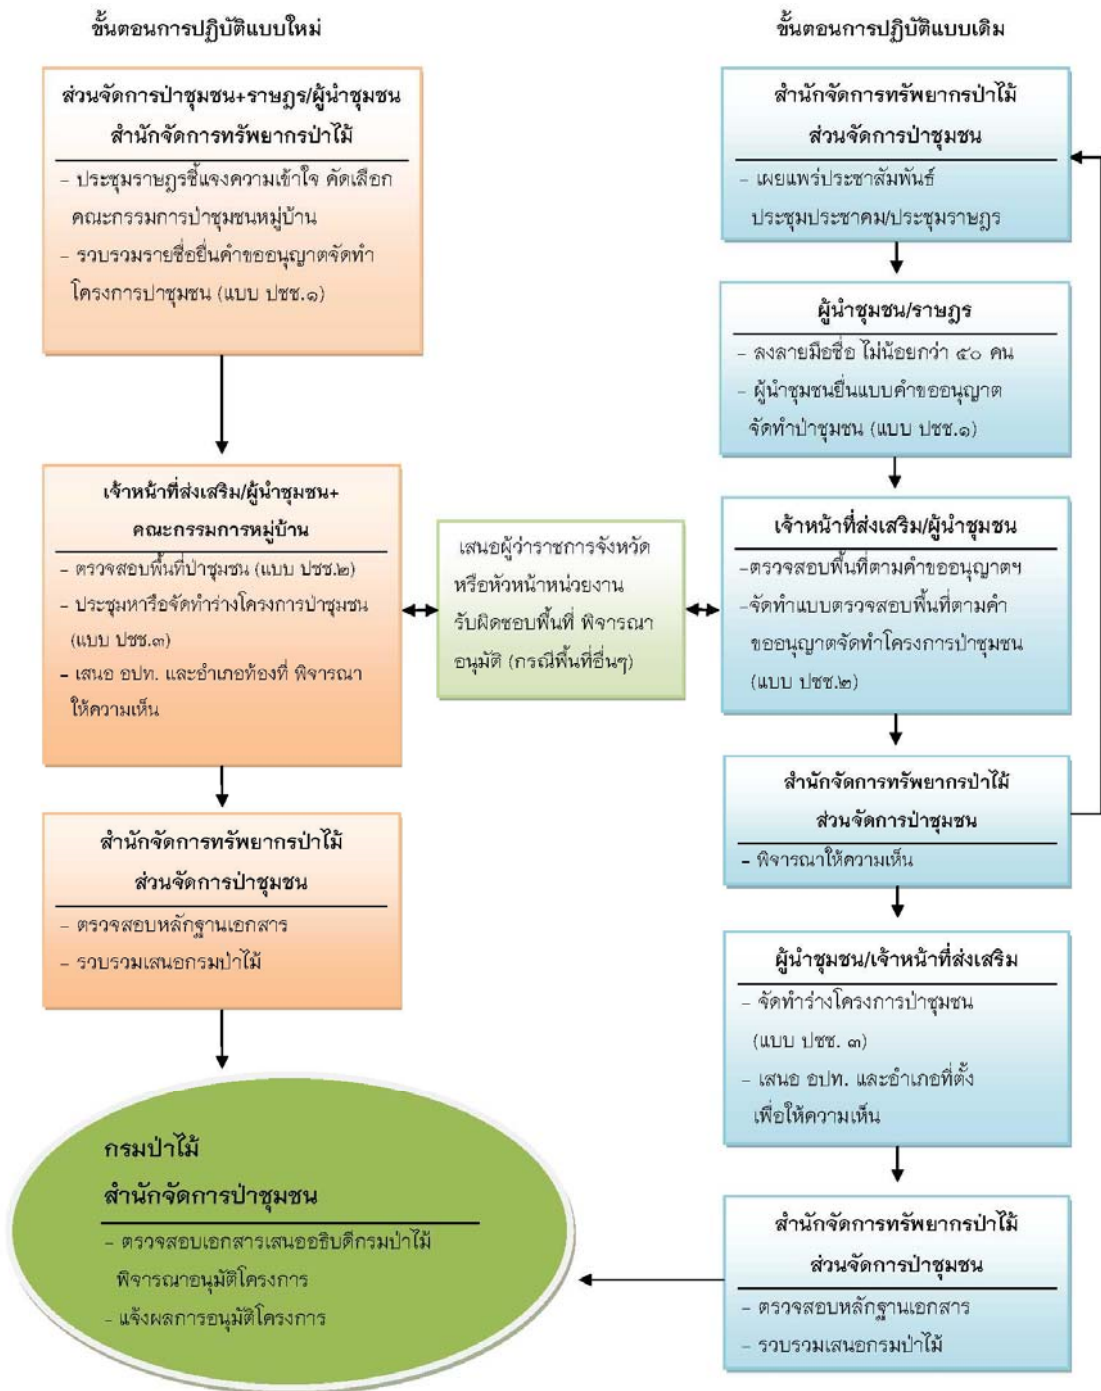 ขั้นตอนการปฏิบัติแบบใหม่
ส่วนจัดการป่าชุมชน+ราษฎร/ผู้นำชุมชน
สำนักจัดการทรัพยากรป่าไม้
- ประชุมราษฎรชี้แจงความเข้าใจ คัดเลือก
คณะกรรมการป่าชุมชนหมู่บ้าน
- รวบรวมรายชื่อยื่นคำขออนุญาตจัดทำ
โครงการป่าชุมชน (แบบ ปชช.๑)
เจ้าหน้าที่ส่งเสริม/ผู้นำชุมชน+
คณะกรรมการหมู่บ้าน
- ตรวจสอบพื้นที่ป่าชุมชน (แบบ ปชช.๒)
- ประชุมหารือจัดทำร่างโครงการป่าชุมชน
(แบบ ปชช.๓)
- เสนอ อปท. และอำเภอท้องที่ พิจารณา
ให้ความเห็น
สำนักจัดการทรัพยากรป่าไม้
ส่วนจัดการป่าชุมชน
- ตรวจสอบหลักฐานเอกสาร
- รวบรวมเสนอกรมป่าไม้
กรมป่าไม้
สำนักจัดการป่าชุมชน
- ตรวจสอบเอกสารเสนออธิบดีกรมป่าไม้
พิจารณาอนุมัติโครงการ
- แจ้งผลการอนุมัติโครงการ
เสนอผู้ว่าราชการจังหวัด
หรือหัวหน้าหน่วยงาน
รับผิดชอบพื้นที่ พิจารณา
อนุมัติ (กรณีพื้นที่อื่นๆ)
ขั้นตอนการปฏิบัติแบบเดิม
สำนักจัดการทรัพยากรป่าไม้
ส่วนจัดการป่าชุมชน
- เผยแพร่ประชาสัมพันธ์
ประชุมประชาคม/ประชุมราษฎร
ผู้นำชุมชน/ราษฎร
- ลงลายมือชื่อ ไม่น้อยกว่า ๕๐ คน
- ผู้นำชุมชนยื่นแบบคำขออนุญาต
จัดทำป่าชุมชน (แบบ ปชช.๑)
เจ้าหน้าที่ส่งเสริม/ผู้นำชุมชน
-ตรวจสอบพื้นที่ตามคำขออนุญาตฯ
-จัดทำแบบตรวจสอบพื้นที่ตามคำ
ขออนุญาตจัดทำโครงการป่าชุมชน
(แบบ ปชช.๒)
สำนักจัดการทรัพยากรป่าไม้
ส่วนจัดการป่าชุมชน
- พิจารณาให้ความเห็น
ผู้นำชุมชน/เจ้าหน้าที่ส่งเสริม
- จัดทำร่างโครงการป่าชุมชน
(แบบ ปชช. ๓)
- เสนอ อปท. และอำเภอที่ตั้ง
เพื่อให้ความเห็น
สำนักจัดการทรัพยากรป่าไม้
ส่วนจัดการป่าชุมชน
- ตรวจสอบหลักฐานเอกสาร
- รวบรวมเสนอกรมป่าไม้